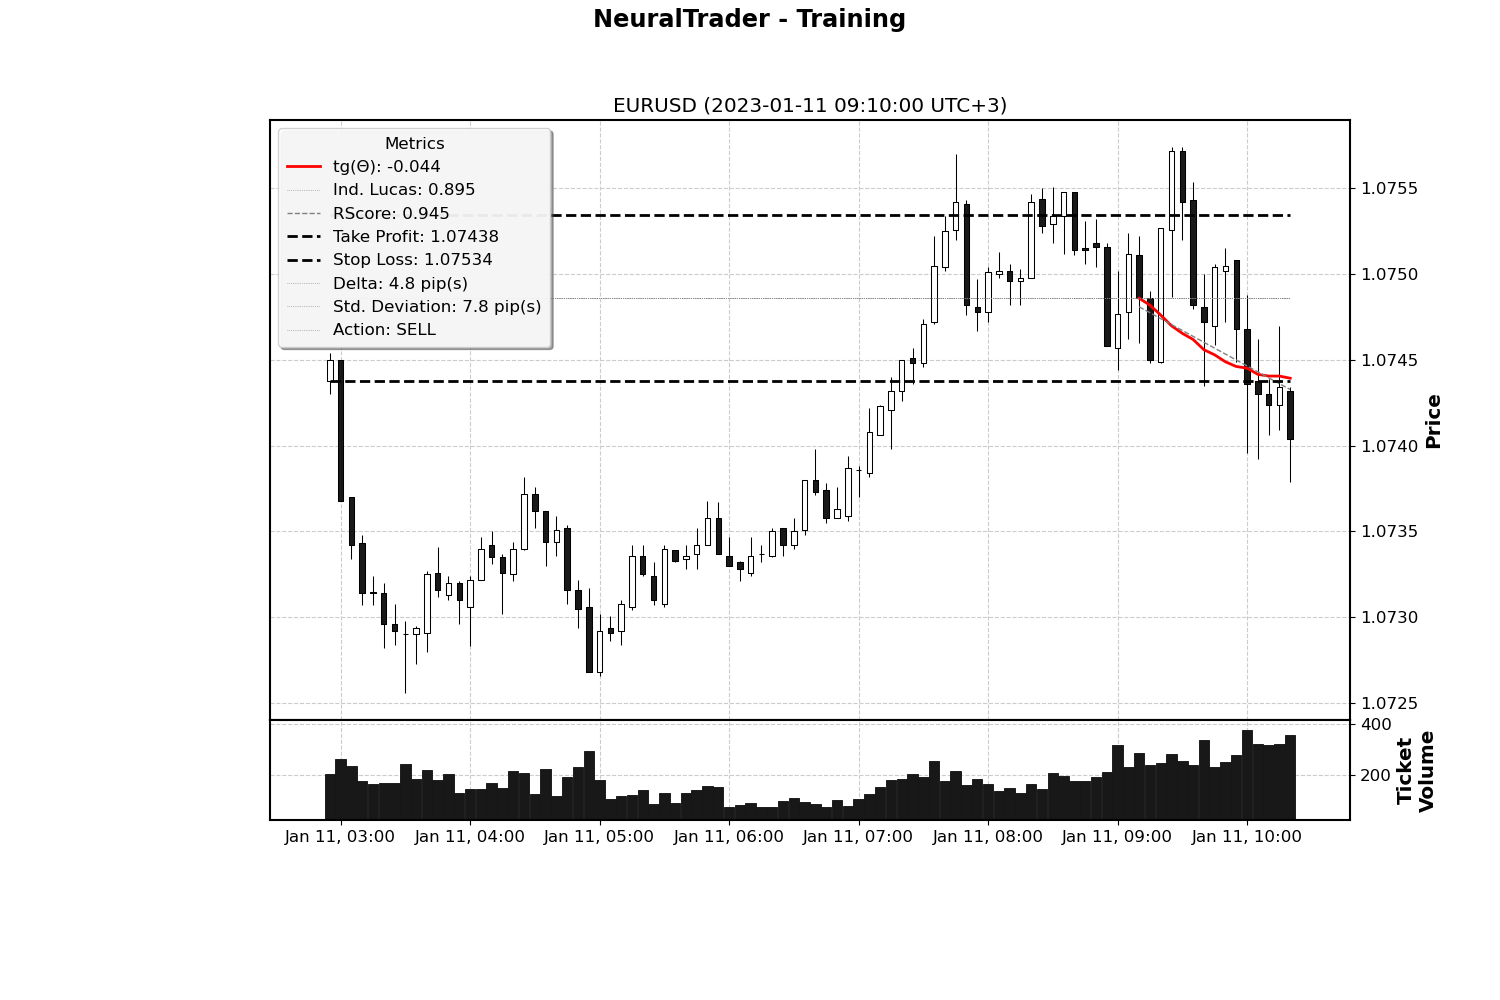 NeuralTrader - Training
EURUSD (2023-01-11 09:10:00 UTC+3)
Metrics
tg(Θ): -0.044
Ind. Lucas: 0.895
RScore: 0.945
Take Profit: 1.07438
Stop Loss: 1.07534
Delta: 4.8 pip(s)
Std. Deviation: 7.8 pip(s)
Action: SELL
1.0755
1.0750
1.0745
1.0740
1.0735
1.0730
1.0725
Price
400
200
Ticket
Volume
Jan 11, 03:00 Jan 11, 04:00 Jan 11, 05:00 Jan 11, 06:00 Jan 11, 07:00 Jan 11, 08:00 Jan 11, 09:00 Jan 11, 10:00